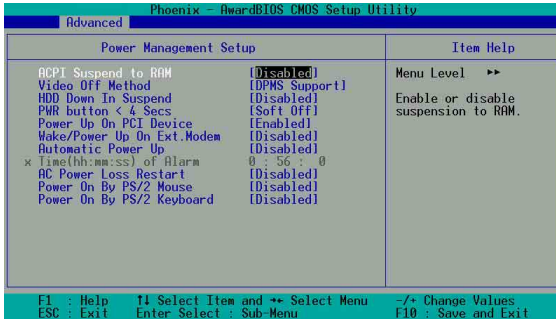 Phoenix - AwardBIOS CMOS Setup Utility
Advanced
Power Management Setup
Item Help
ACPI Suspend to RAM [Disabled]
Video Off Method [DPMS Support]
HDD Down In Suspend [Disabled]
PWR button < 4 Secs [Soft Off]
Power Up On PCI Device [Enabled]
Wake/Power Up On Ext.Modem [Disabled]
Automatic Power Up [Disabled]
x Time(hh:mm:ss) of Alarm 0 : 56 : 0
AC Power Loss Restart [Disabled]
Power On By PS/2 Mouse [Disabled]
Power On By PS/2 Keyboard [Disabled]
Menu Level ▸▸
Enable or disable
suspension to RAM.
F1 : Help ↑↓ Select Item and →← Select Menu -/+ Change Values
ESC : Exit Enter Select : Sub-Menu F10 : Save and Exit